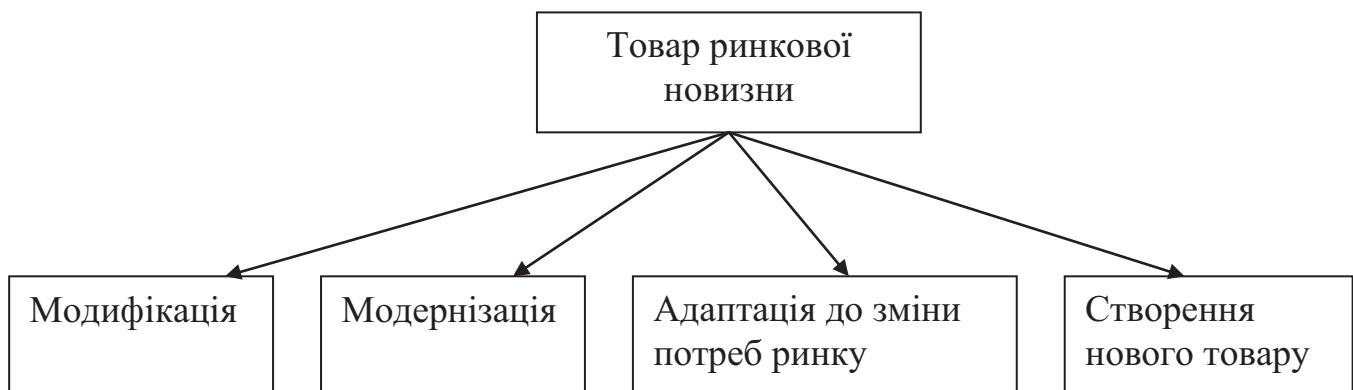 Товар ринкової
новизни
Модифікація
Модернізація
Адаптація до зміни
потреб ринку
Створення
нового товару